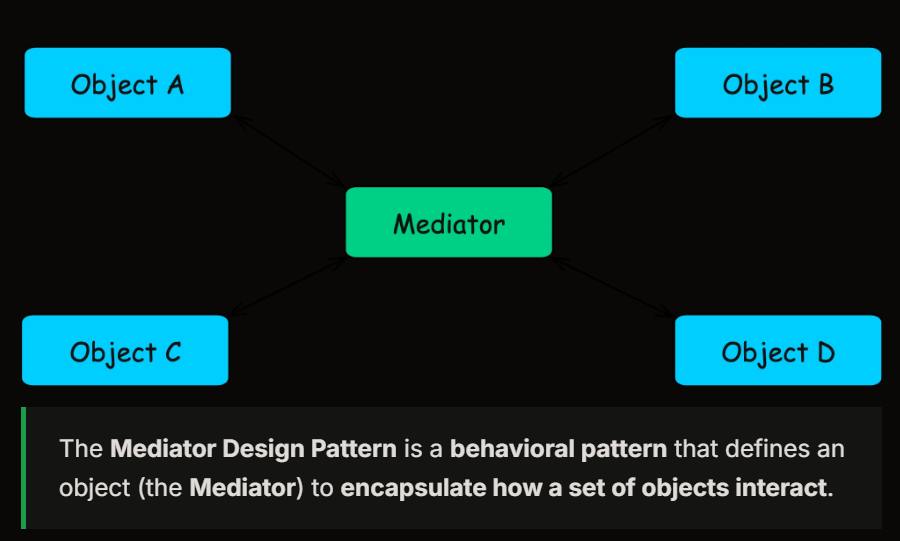 Object A
Object B
Mediator
Object C
Object D
The Mediator Design Pattern is a behavioral pattern that defines an
object (the Mediator) to encapsulate how a set of objects interact.